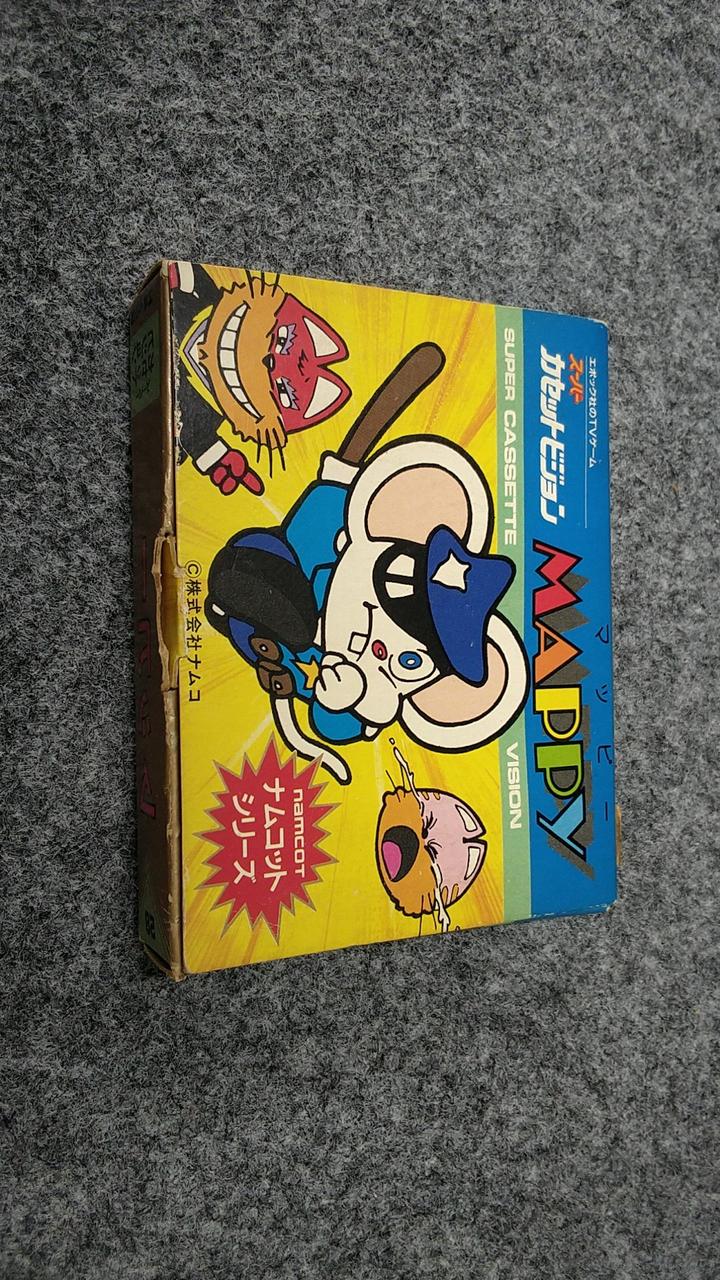 エポック社のTVゲーム
スーパー
カセットビジョン
マッピー
MAPPY
SUPER CASSETTE VISION
namcot
ナムコット
シリーズ
©株式会社ナムコ